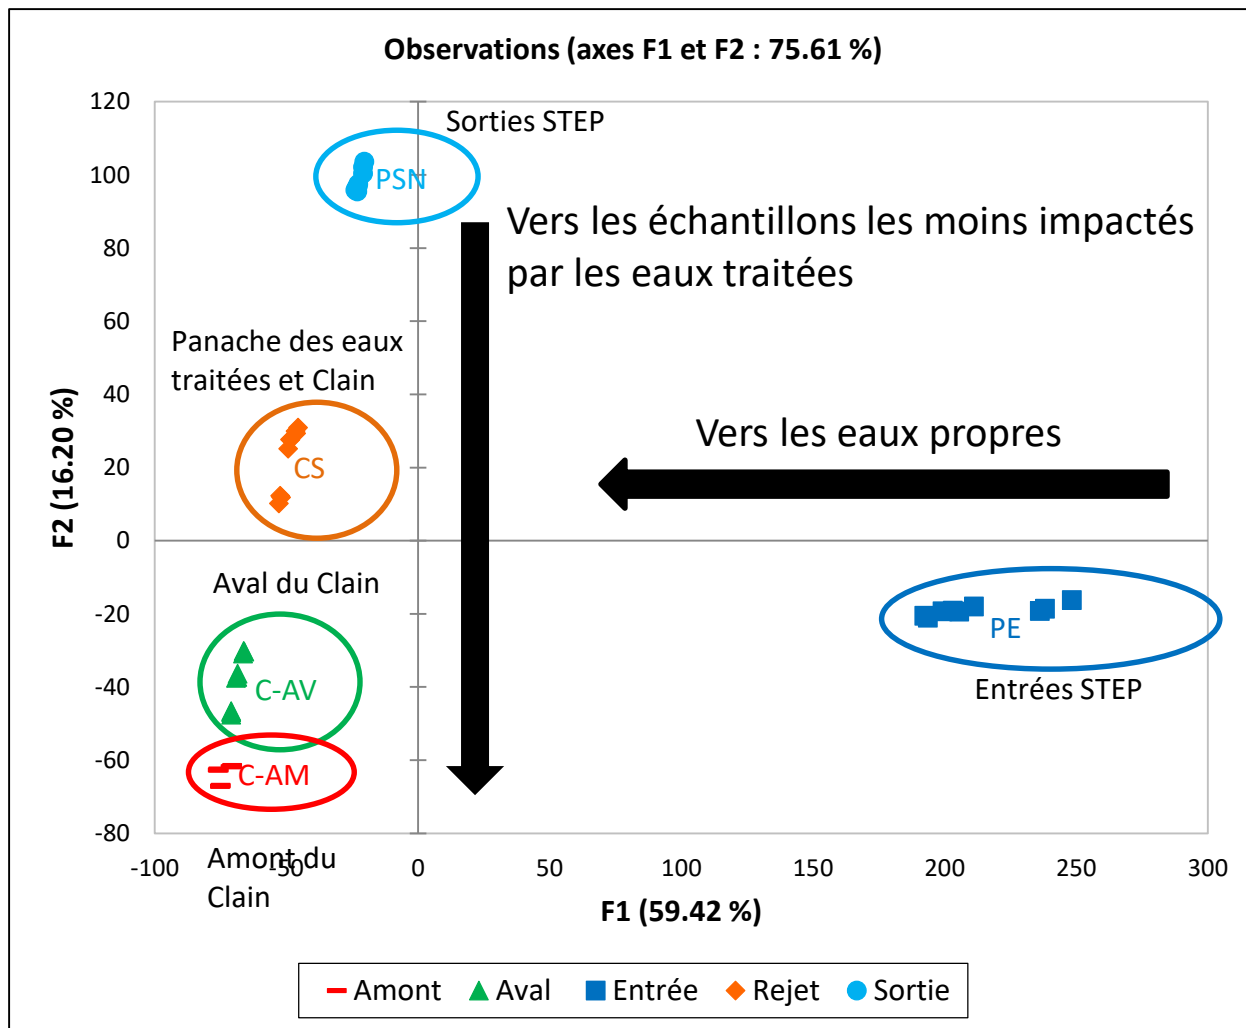 Observations (axes F1 et F2 : 75.61 %)
Sorties STEP
PSN
Vers les échantillons les moins impactés
par les eaux traitées
Panache des eaux
traitées et Clain
CS
Vers les eaux propres
Aval du Clain
C-AV
PE
Entrées STEP
C-AM
Amont du
Clain
120
100
80
60
40
20
0
-20
-40
-60
-80
F2 (16.20 %)
-100
-50
0
50
100
150
200
250
300
F1 (59.42 %)
Amont
Aval
Entrée
Rejet
Sortie